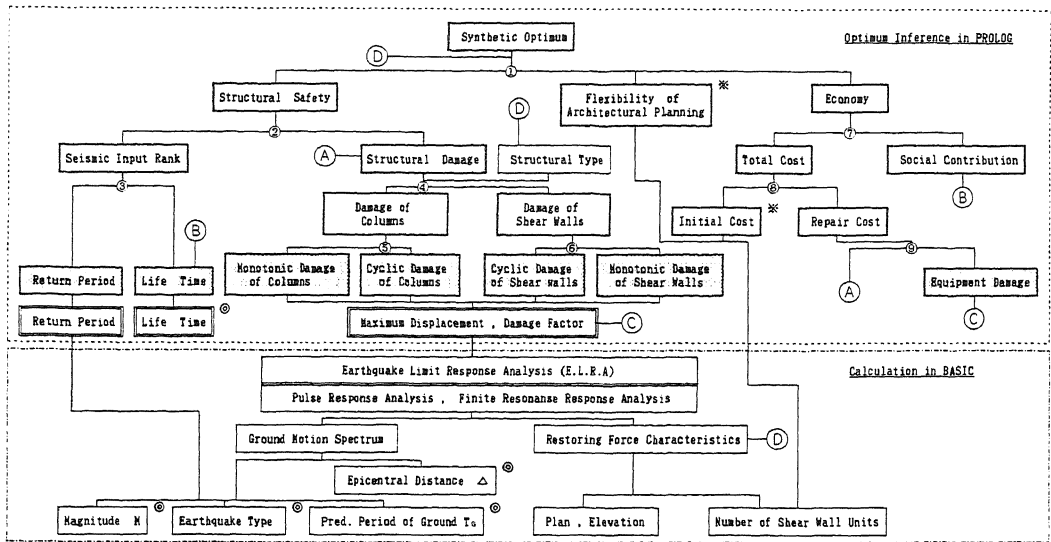 Synthetic Optimum
Optimum Inference in PROLOG
D
①
※
Structural Safety
D
Flexibility of
Architectural Planning
Economy
②
⑦
Seismic Input Rank
A
Structural Damage
Structural Type
Total Cost
Social Contribution
③
④
⑧
B
Damage of
Columns
Damage of
Shear Walls
Initial Cost
※
Repair Cost
B
⑤
⑥
⑨
Return Period
Life Time
Monotonic Damage
of Columns
Cyclic Damage
of Columns
Cyclic Damage
of Shear walls
Monotonic Damage
of Shear Walls
A
Equipment Damage
Return Period
Life Time
◎
Maximum Displacement , Damage Factor
C
C
Earthquake Limit Response Analysis (E.L.R.A)
Calculation in BASIC
Pulse Response Analysis , Finite Resonanse Response Analysis
Ground Motion Spectrum
Restoring Force Characteristics
D
Epicentral Distance △
◎
Magnitude M
◎
Earthquake Type
◎
Pred. Period of Ground TG
◎
Plan , Elevation
Number of Shear Wall Units